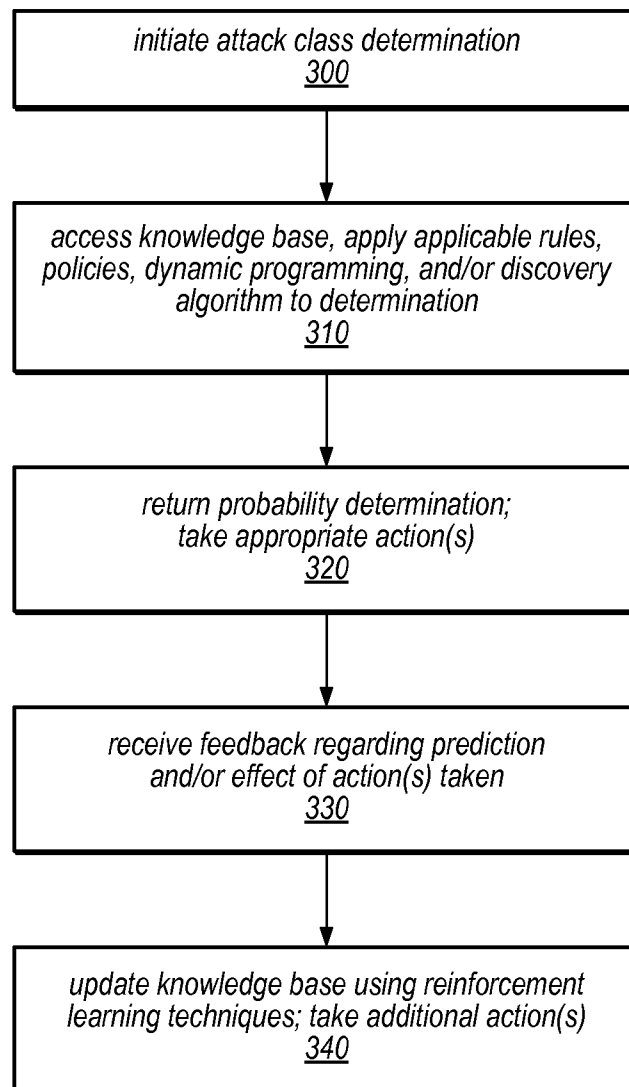 initiate attack class determination
300
access knowledge base, apply applicable rules,
policies, dynamic programming, and/or discovery
algorithm to determination
310
return probability determination;
take appropriate action(s)
320
receive feedback regarding prediction
and/or effect of action(s) taken
330
update knowledge base using reinforcement
learning techniques; take additional action(s)
340